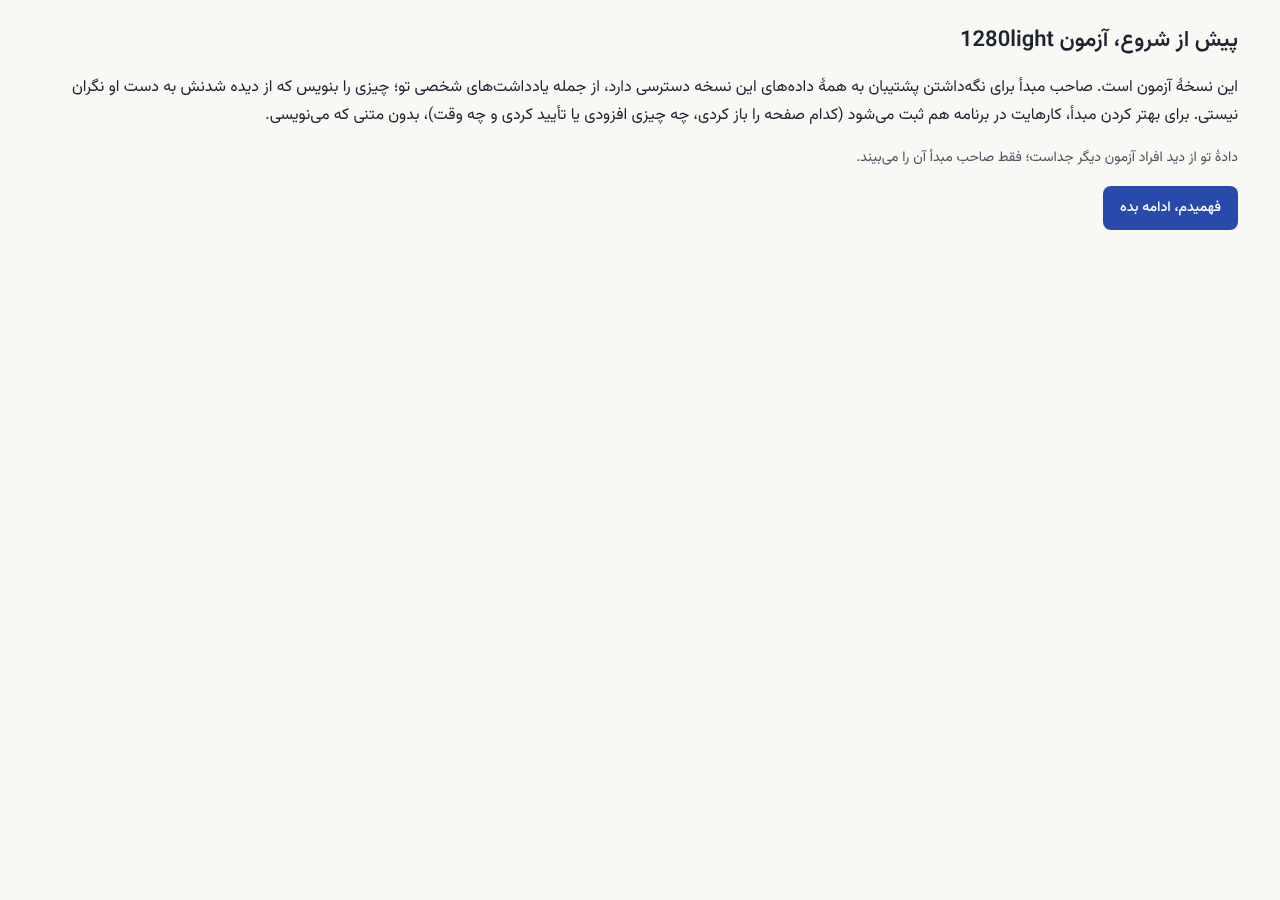 پیش از شروع، آزمون 1280light
این نسخهٔ آزمون است. صاحب مبدأ برای نگه‌داشتن پشتیبان به همهٔ داده‌های این نسخه دسترسی دارد، از جمله یادداشت‌های شخصی تو؛ چیزی را بنویس که از دیده شدنش به دست او نگران
نیستی. برای بهتر کردن مبدأ، کارهایت در برنامه هم ثبت می‌شود (کدام صفحه را باز کردی، چه چیزی افزودی یا تأیید کردی و چه وقت)، بدون متنی که می‌نویسی.
دادهٔ تو از دید افراد آزمون دیگر جداست؛ فقط صاحب مبدأ آن را می‌بیند.
فهمیدم، ادامه بده